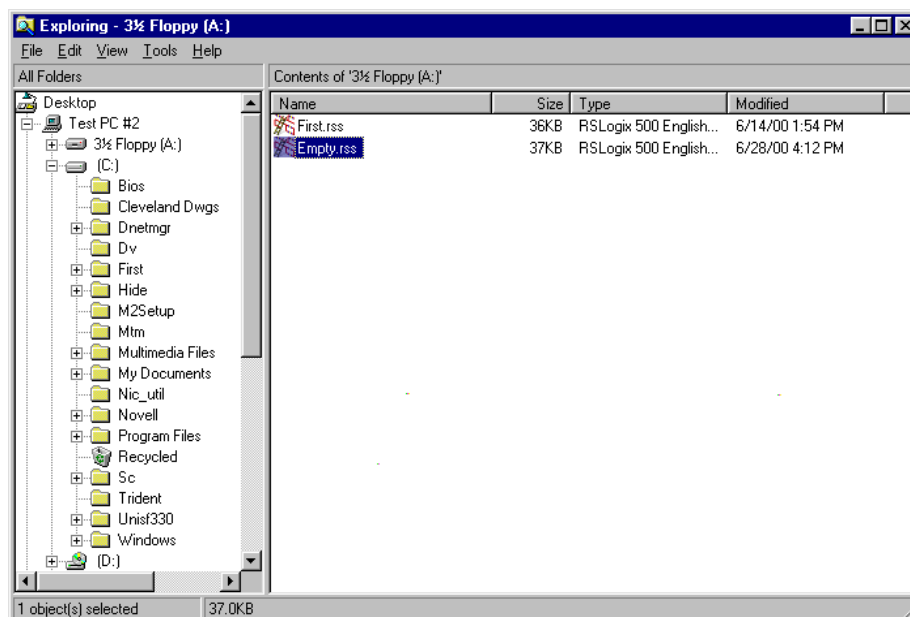 Exploring - 3½ Floppy (A:)
File Edit View Tools Help
All Folders
Contents of '3½ Floppy (A:)'
Desktop
Test PC #2
3½ Floppy (A:)
(C:)
Bios
Cleveland Dwgs
Dnetmgr
Dv
First
Hide
M2Setup
Mtm
Multimedia Files
My Documents
Nic_util
Novell
Program Files
Recycled
Sc
Trident
Unisf330
Windows
(D:)
Name Size Type Modified
First.rss 36KB RSLogix 500 English... 6/14/00 1:54 PM
Empty.rss 37KB RSLogix 500 English... 6/28/00 4:12 PM
1 object(s) selected 37.0KB